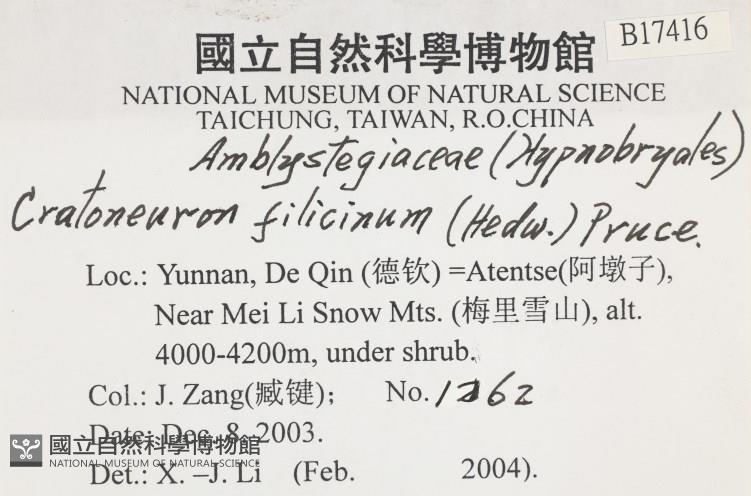 B17416
國立自然科學博物館
NATIONAL MUSEUM OF NATURAL SCIENCE
TAICHUNG, TAIWAN, R.O.CHINA
Amblystegiaceae (Hypnobryales)
Cratoneuron filicinum (Hedw.) Pruce.
Loc.: Yunnan, De Qin (德钦) =Atentse(阿墩子),
Near Mei Li Snow Mts. (梅里雪山), alt.
4000-4200m, under shrub.
Col.: J. Zang(臧键); No.
Date: Dec. 8, 2003.
國立自然科學博物館
NATIONAL MUSEUM OF NATURAL SCIENCE
Det.: X. –J. Li (Feb. 2004).